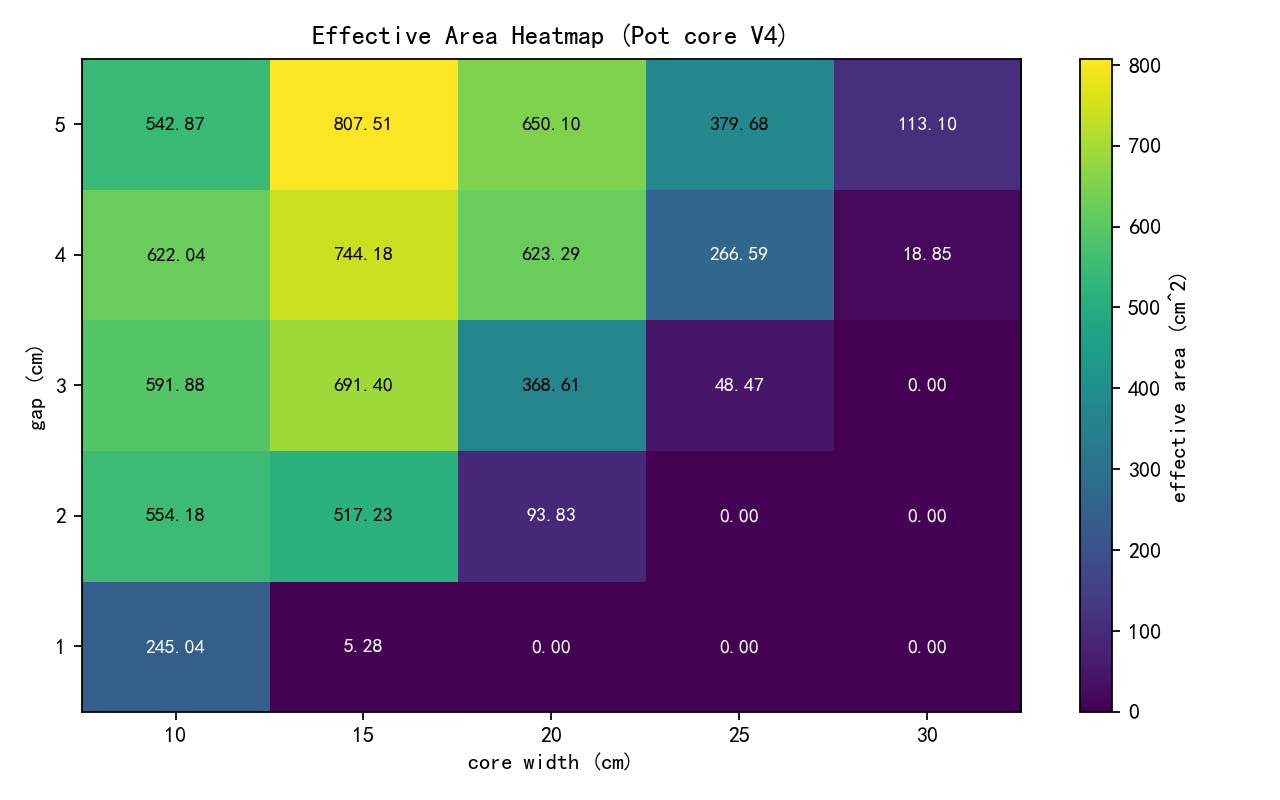 Effective Area Heatmap (Pot core V4)
5 542.87 807.51 650.10 379.68 113.10
4 622.04 744.18 623.29 266.59 18.85
3 591.88 691.40 368.61 48.47 0.00
2 554.18 517.23 93.83 0.00 0.00
1 245.04 5.28 0.00 0.00 0.00
10 15 20 25 30
core width (cm)
gap (cm)
800
700
600
500
400
300
200
100
0
effective area (cm^2)